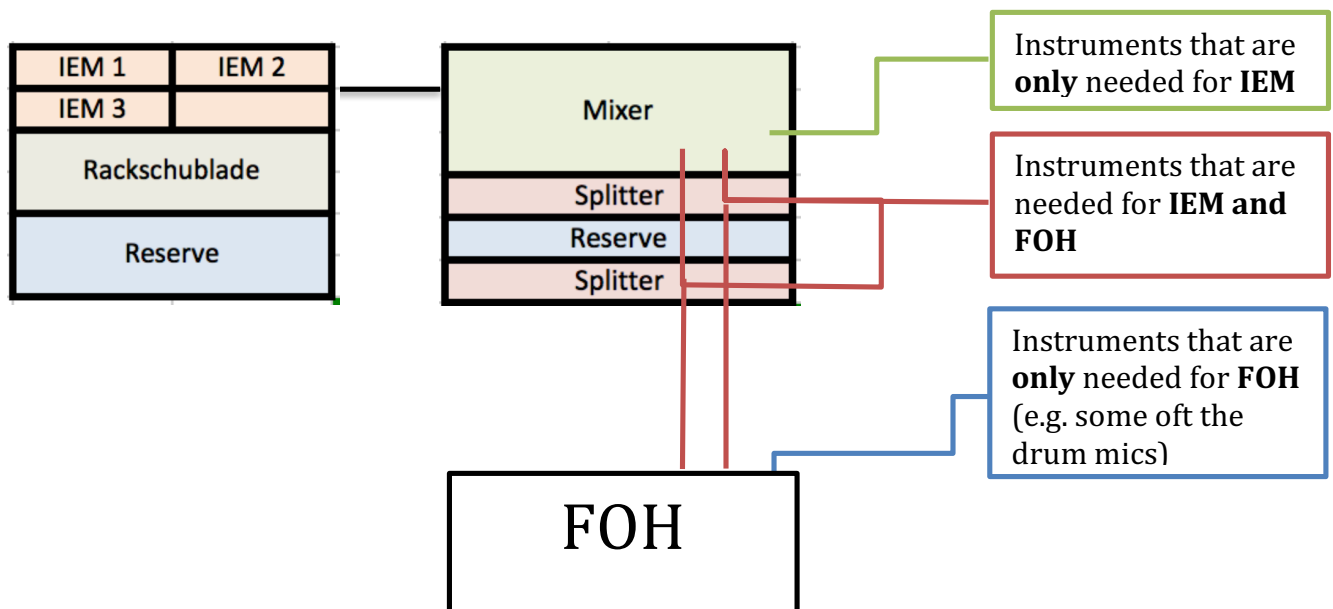 IEM 1
IEM 2
IEM 3
Rackschublade
Reserve
Mixer
Splitter
Reserve
Splitter
Instruments that are
only needed for IEM
Instruments that are
needed for IEM and
FOH
Instruments that are
only needed for FOH
(e.g. some oft the
drum mics)
FOH